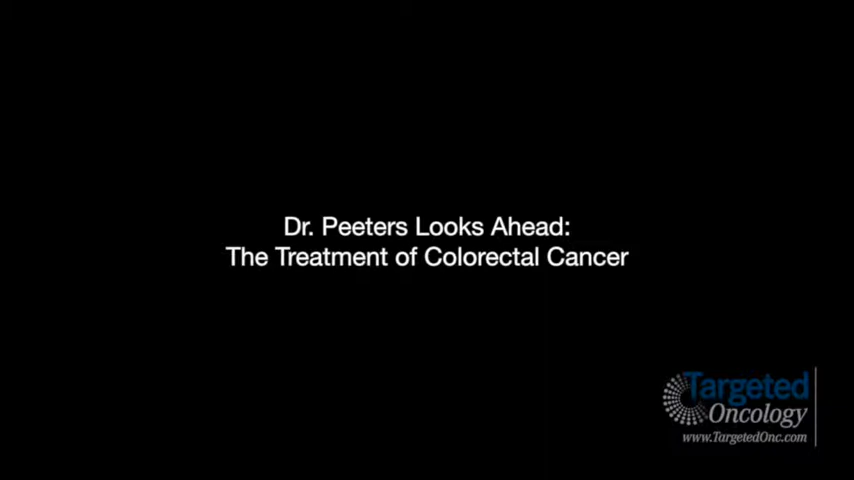 Dr. Peeters Looks Ahead:
The Treatment of Colorectal Cancer
Targeted
Oncology
www.TargetedOnc.com